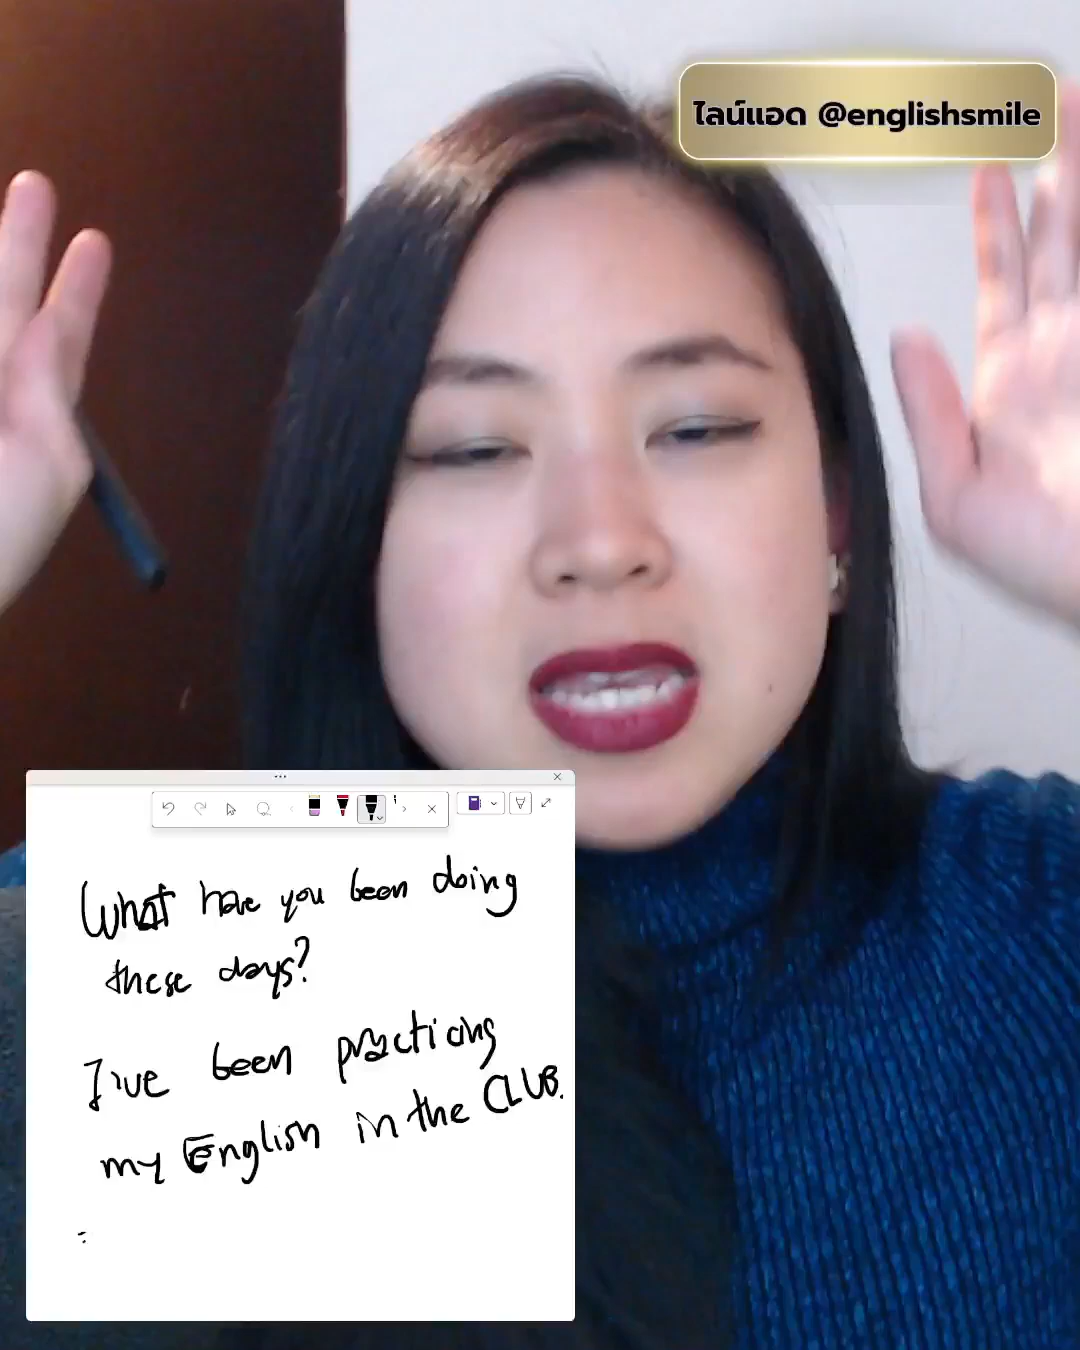 ไลน์แอด @englishsmile
What have you been doing
these days?
I've been practicing
my English in the CLUB.